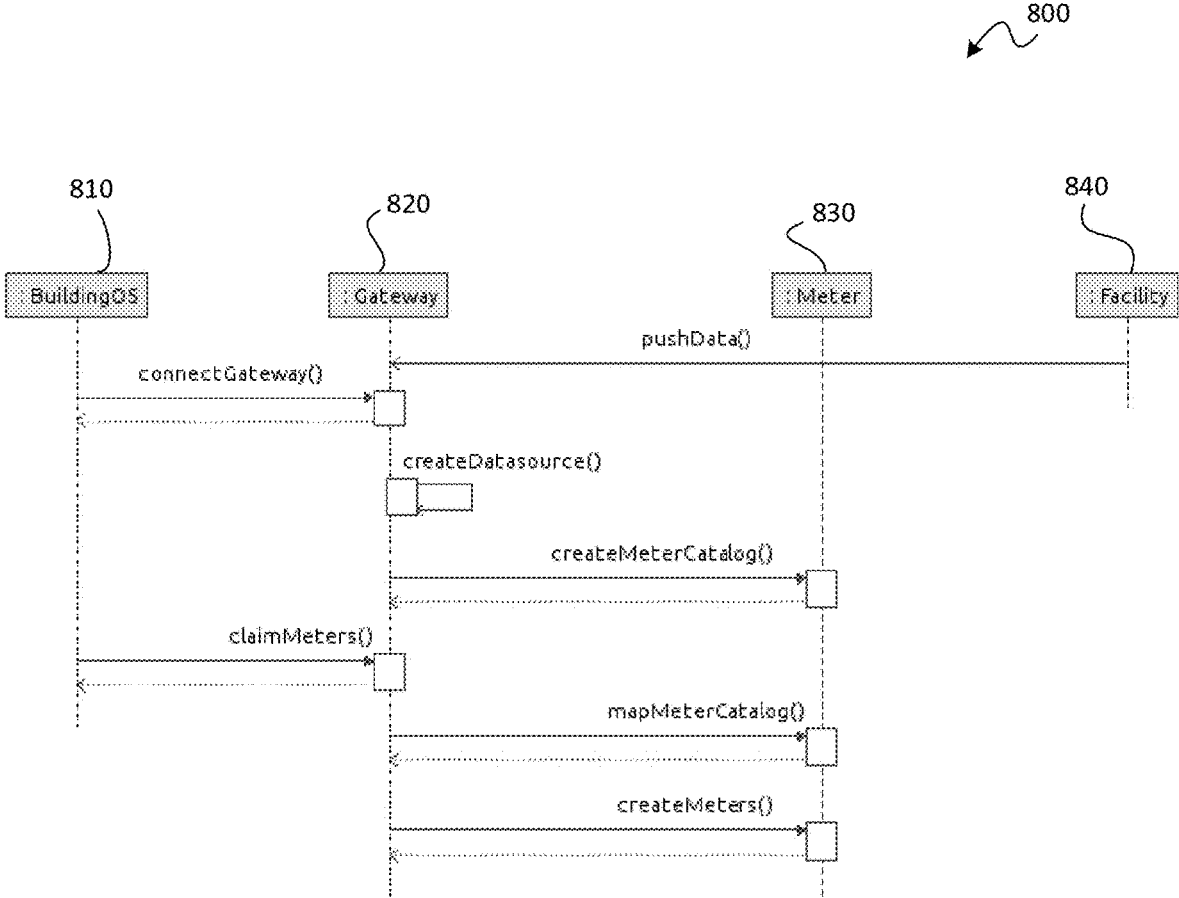 800
810
820
830
840
: BuildingOS
: Gateway
: Meter
: Facility
pushData()
connectGateway()
createDatasource()
createMeterCatalog()
claimMeters()
mapMeterCatalog()
createMeters()